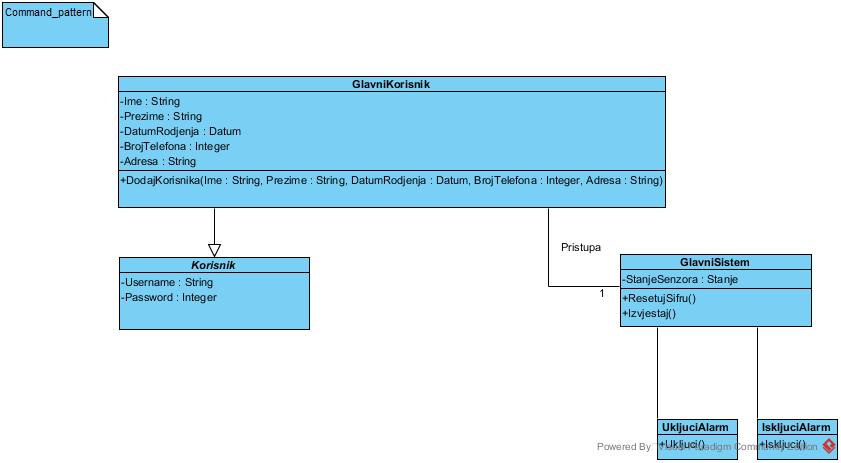 Command_pattern
GlavniKorisnik
-Ime : String
-Prezime : String
-DatumRodjenja : Datum
-BrojTelefona : Integer
-Adresa : String
+DodajKorisnika(Ime : String, Prezime : String, DatumRodjenja : Datum, BrojTelefona : Integer, Adresa : String)
Pristupa
1
Korisnik
-Username : String
-Password : Integer
GlavniSistem
-StanjeSenzora : Stanje
+ResetujSifru()
+Izvjestaj()
UkljuciAlarm
+Ukljuci()
IskljuciAlarm
+Iskljuci()
Powered By Visual Paradigm Community Edition